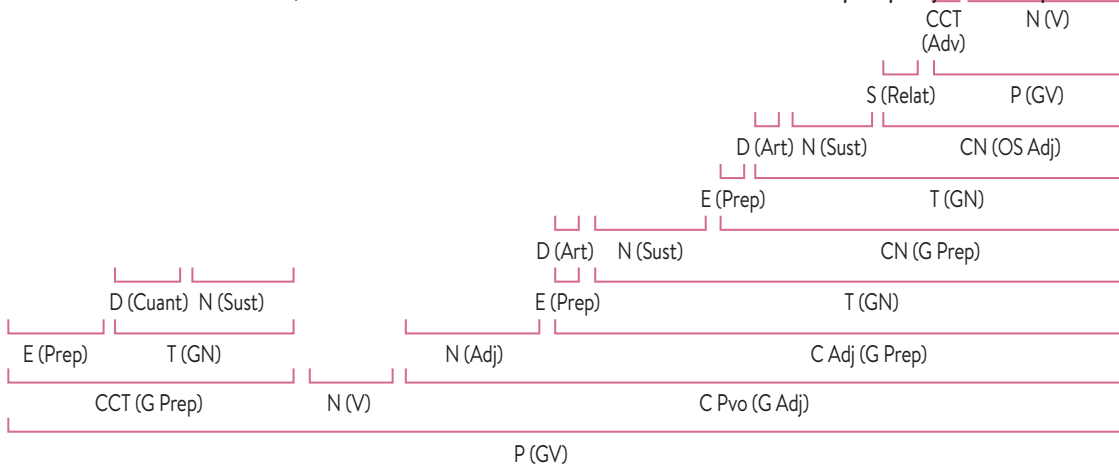 CCT N (V)
(Adv)
S (Relat) P (GV)
D (Art) N (Sust) CN (OS Adj)
E (Prep) T (GN)
D (Art) N (Sust) CN (G Prep)
D (Cuant) N (Sust) E (Prep) T (GN)
E (Prep) T (GN) N (Adj) C Adj (G Prep)
CCT (G Prep) N (V) C Pvo (G Adj)
P (GV)